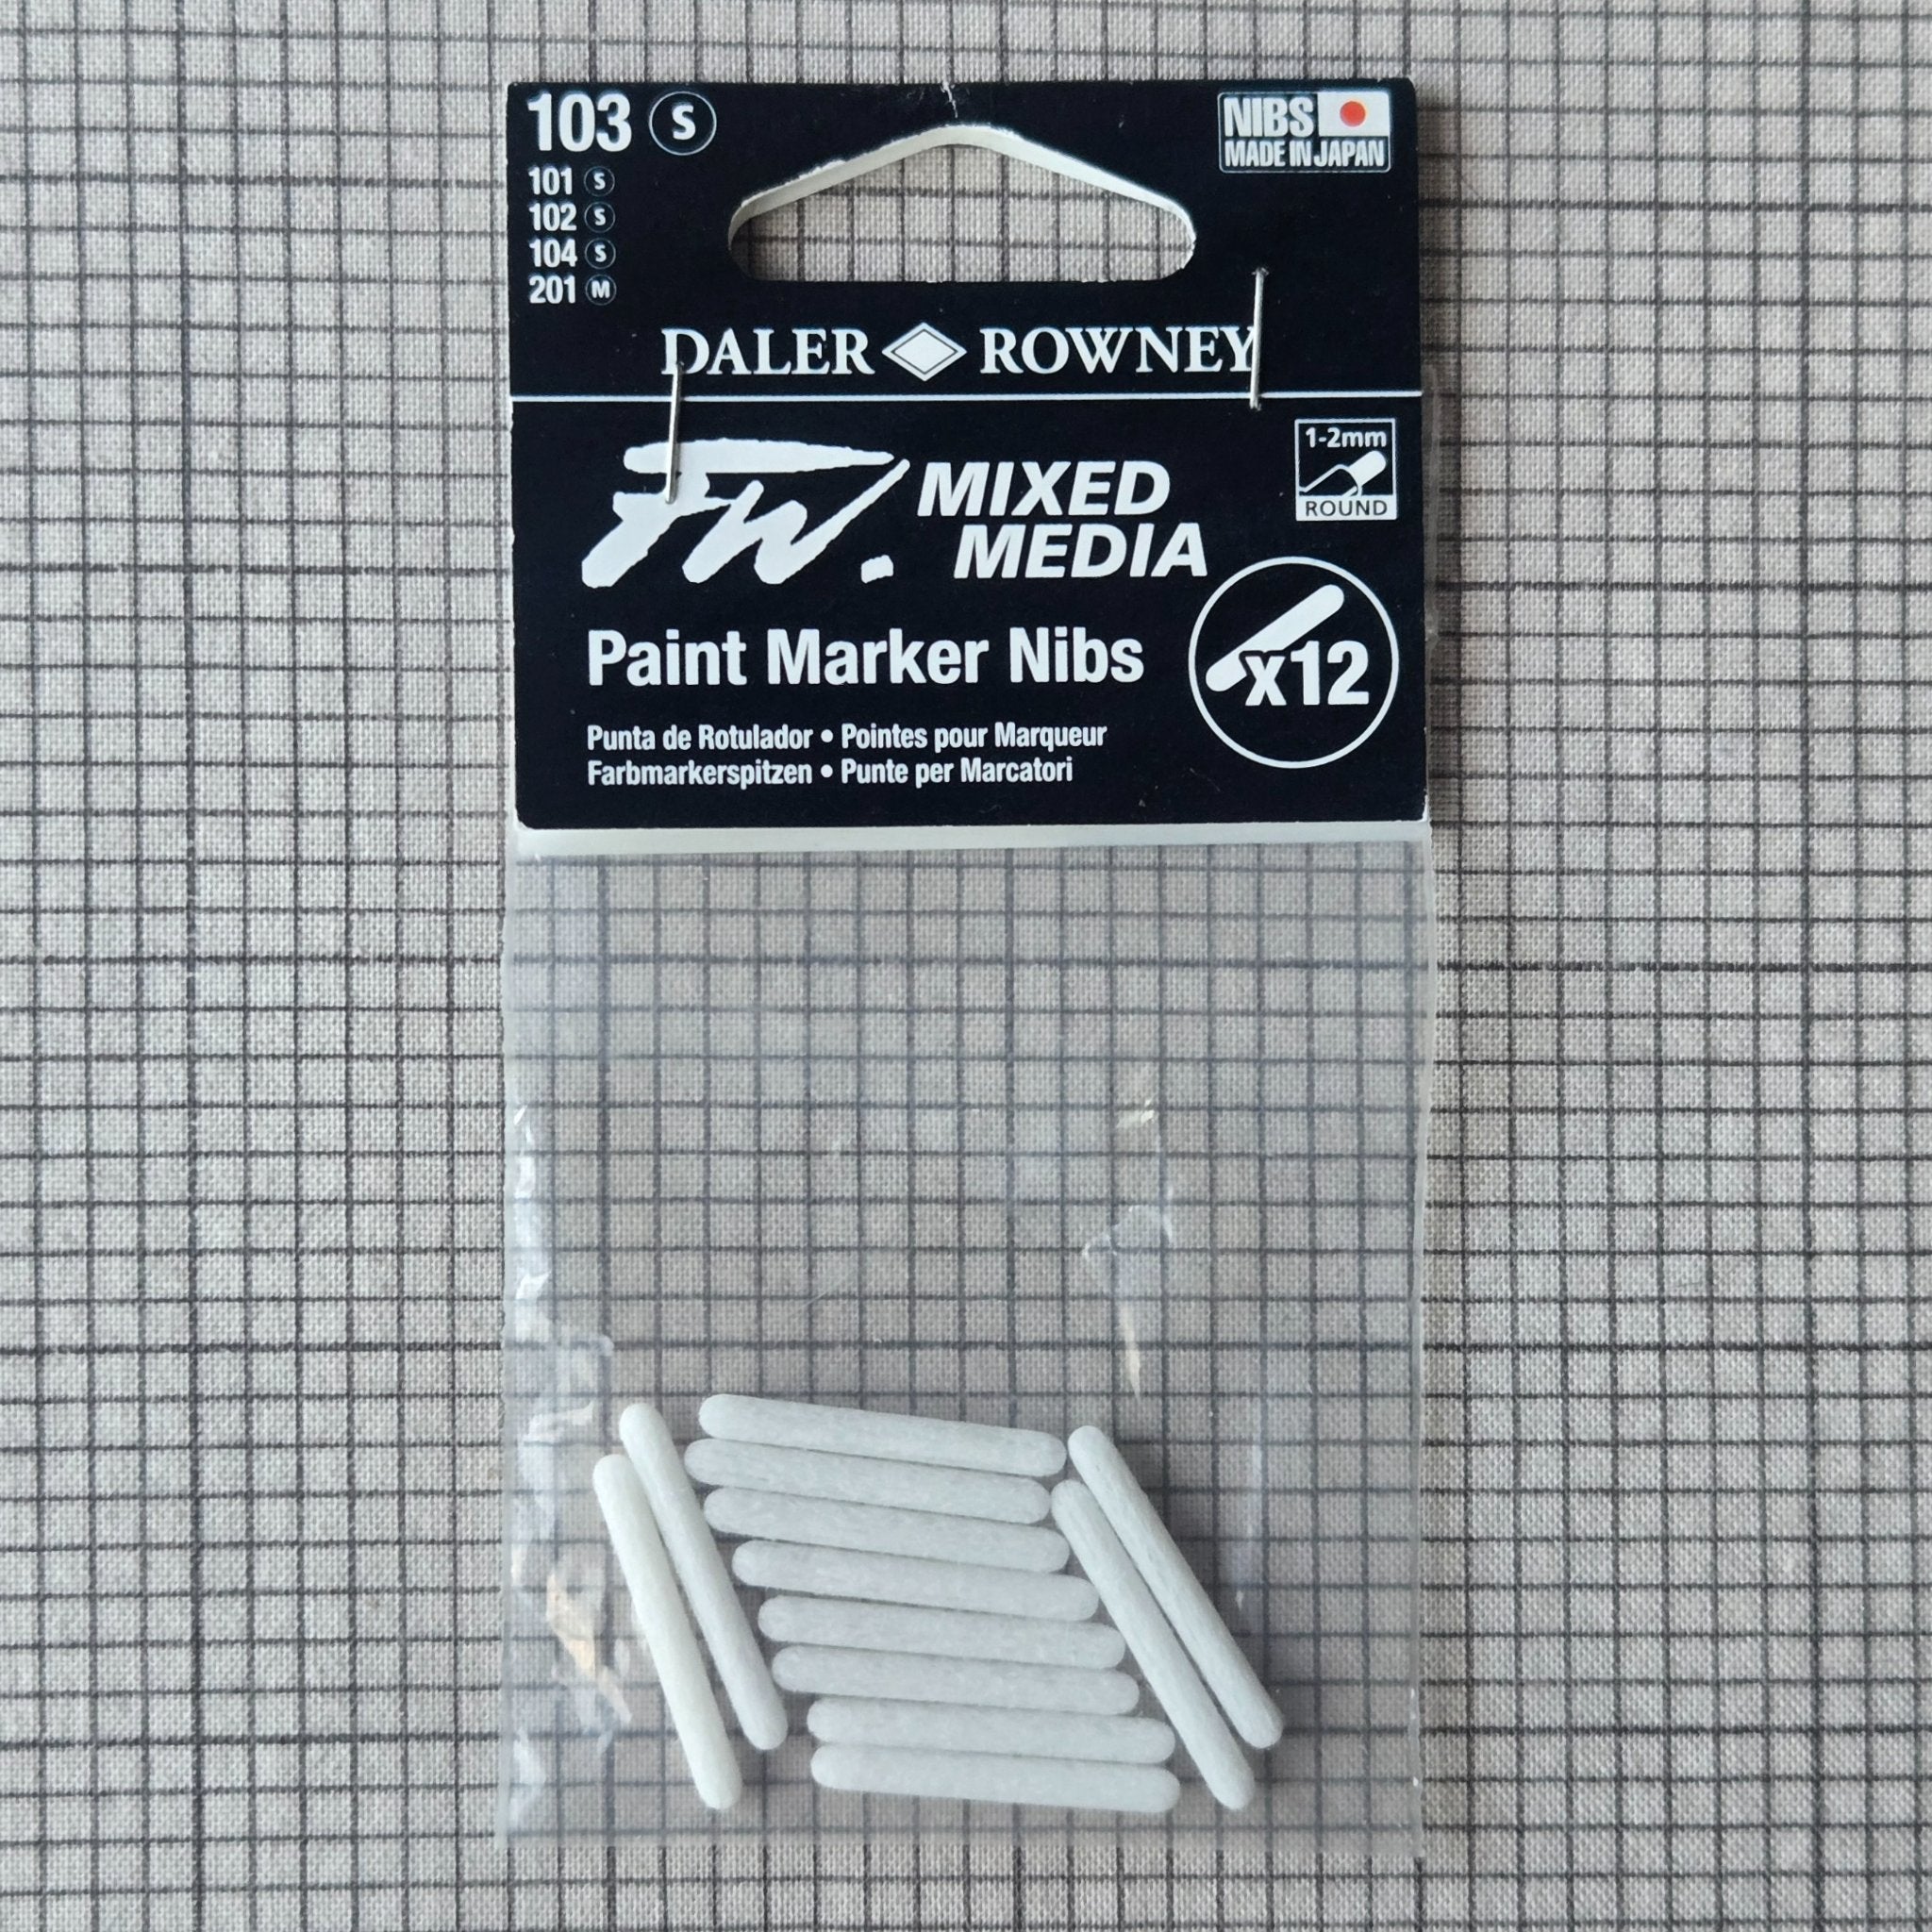 103 S
101 S
102 S
104 S
201 M
NIBS
MADE IN JAPAN
DALER ROWNEY
1-2mm
ROUND
FW. MIXED
MEDIA
Paint Marker Nibs
x12
Punta de Rotulador • Pointes pour Marqueur
Farbmarkerspitzen • Punte per Marcatori